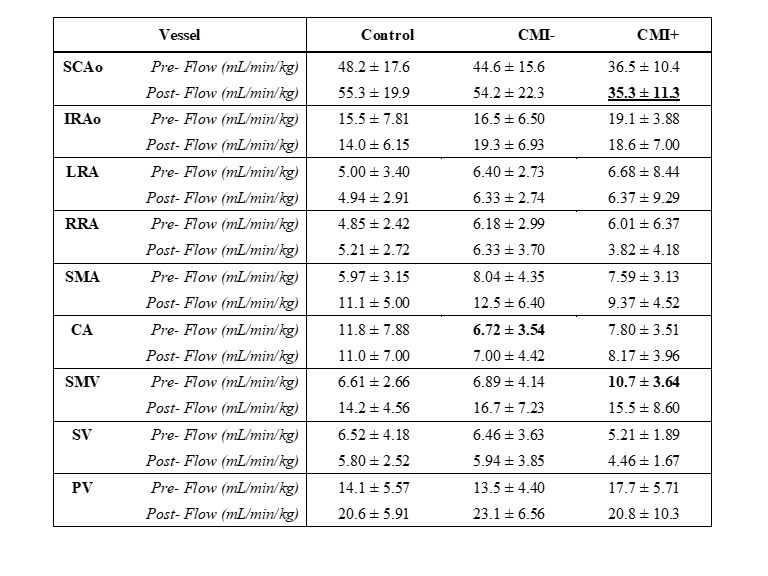 Vessel Control CMI- CMI+
SCAo Pre- Flow (mL/min/kg) 48.2 ± 17.6 44.6 ± 15.6 36.5 ± 10.4
Post- Flow (mL/min/kg) 55.3 ± 19.9 54.2 ± 22.3 35.3 ± 11.3
IRAo Pre- Flow (mL/min/kg) 15.5 ± 7.81 16.5 ± 6.50 19.1 ± 3.88
Post- Flow (mL/min/kg) 14.0 ± 6.15 19.3 ± 6.93 18.6 ± 7.00
LRA Pre- Flow (mL/min/kg) 5.00 ± 3.40 6.40 ± 2.73 6.68 ± 8.44
Post- Flow (mL/min/kg) 4.94 ± 2.91 6.33 ± 2.74 6.37 ± 9.29
RRA Pre- Flow (mL/min/kg) 4.85 ± 2.42 6.18 ± 2.99 6.01 ± 6.37
Post- Flow (mL/min/kg) 5.21 ± 2.72 6.33 ± 3.70 3.82 ± 4.18
SMA Pre- Flow (mL/min/kg) 5.97 ± 3.15 8.04 ± 4.35 7.59 ± 3.13
Post- Flow (mL/min/kg) 11.1 ± 5.00 12.5 ± 6.40 9.37 ± 4.52
CA Pre- Flow (mL/min/kg) 11.8 ± 7.88 6.72 ± 3.54 7.80 ± 3.51
Post- Flow (mL/min/kg) 11.0 ± 7.00 7.00 ± 4.42 8.17 ± 3.96
SMV Pre- Flow (mL/min/kg) 6.61 ± 2.66 6.89 ± 4.14 10.7 ± 3.64
Post- Flow (mL/min/kg) 14.2 ± 4.56 16.7 ± 7.23 15.5 ± 8.60
SV Pre- Flow (mL/min/kg) 6.52 ± 4.18 6.46 ± 3.63 5.21 ± 1.89
Post- Flow (mL/min/kg) 5.80 ± 2.52 5.94 ± 3.85 4.46 ± 1.67
PV Pre- Flow (mL/min/kg) 14.1 ± 5.57 13.5 ± 4.40 17.7 ± 5.71
Post- Flow (mL/min/kg) 20.6 ± 5.91 23.1 ± 6.56 20.8 ± 10.3